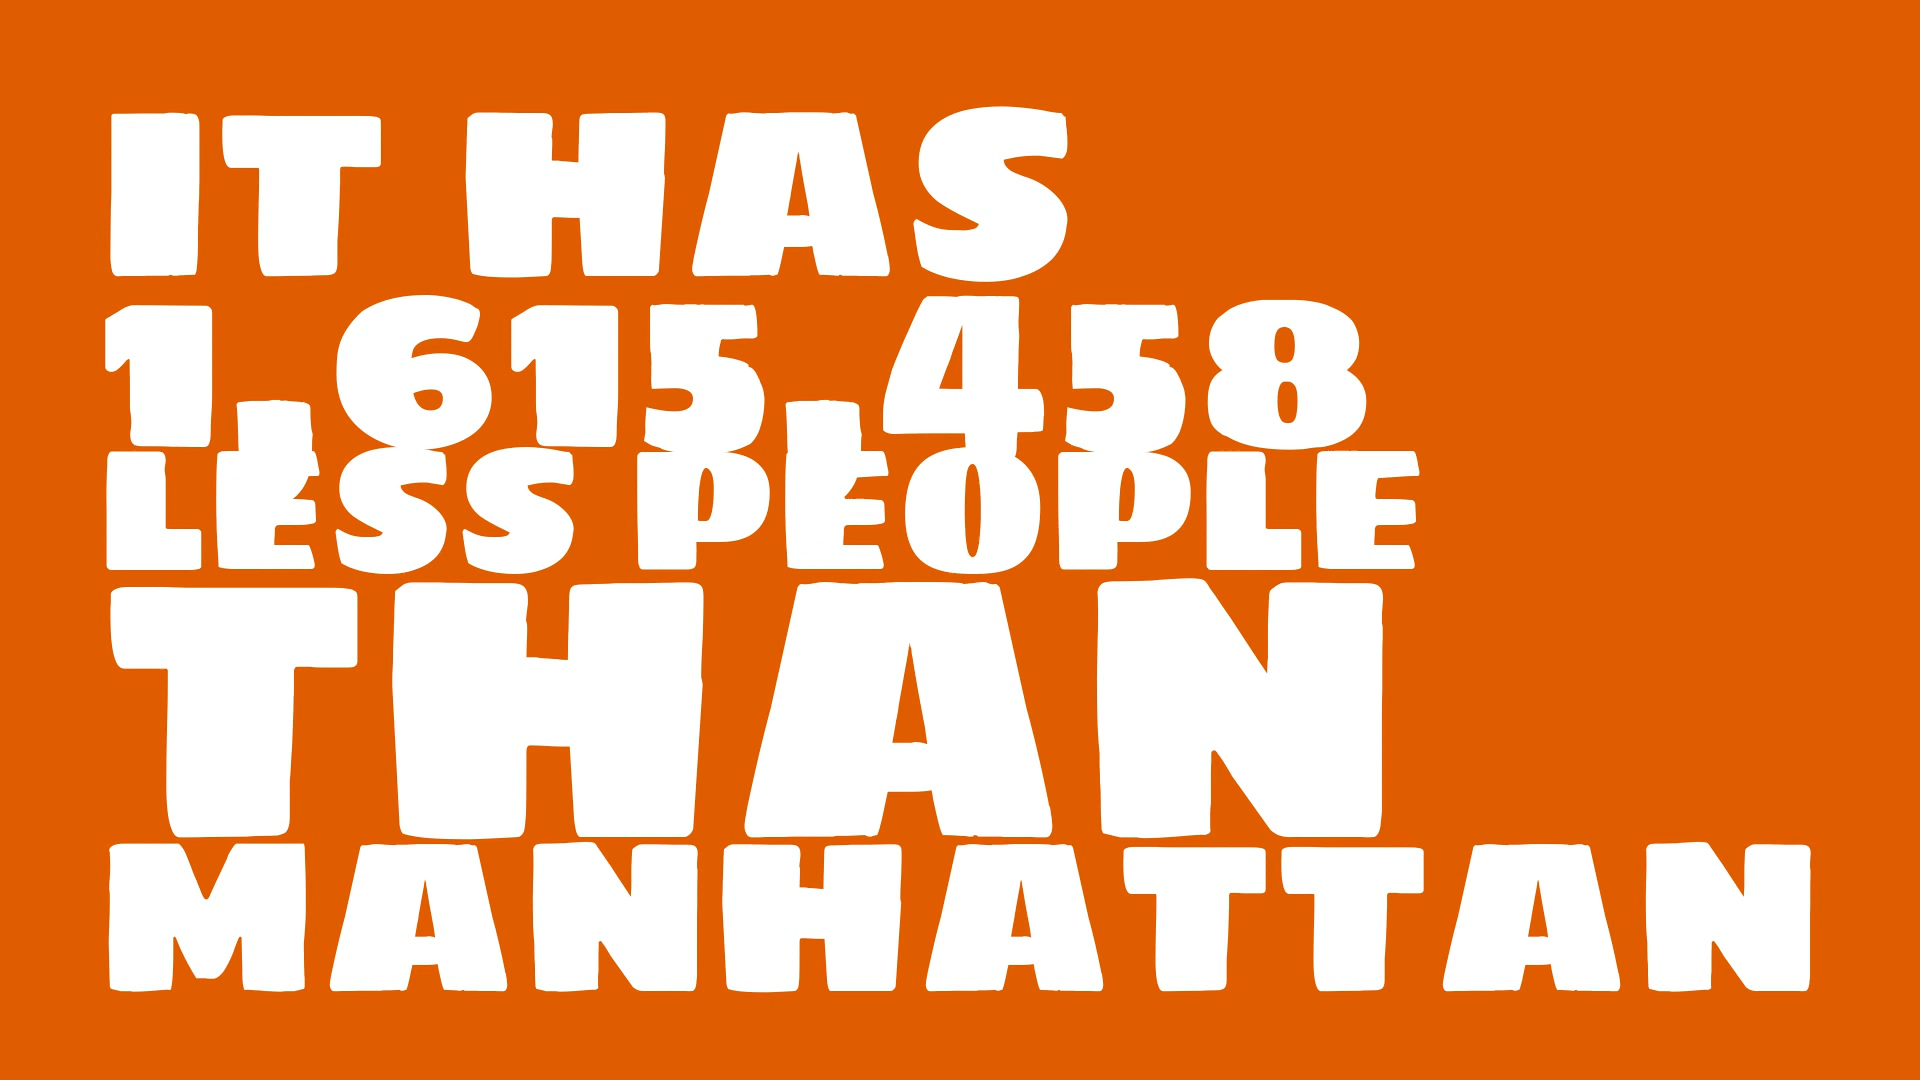 IT HAS
1,615,458
LESS PEOPLE
THAN
MANHATTAN